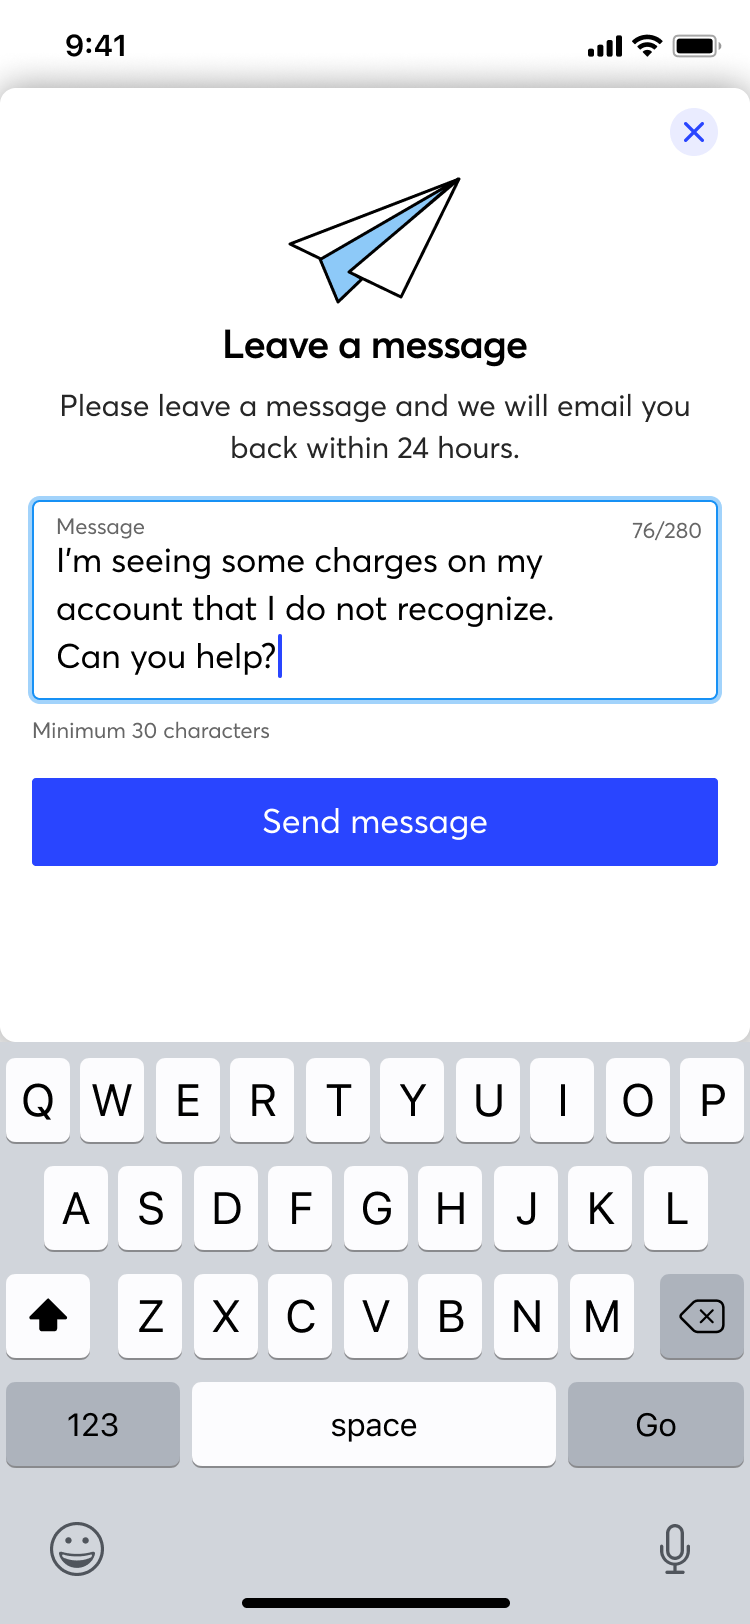 9:41
Leave a message
Please leave a message and we will email you
back within 24 hours.
Message
76/280
I'm seeing some charges on my
account that I do not recognize.
Can you help?
Minimum 30 characters
Send message
Q W E R T Y U I O P
A S D F G H J K L
Z X C V B N M
123 space Go